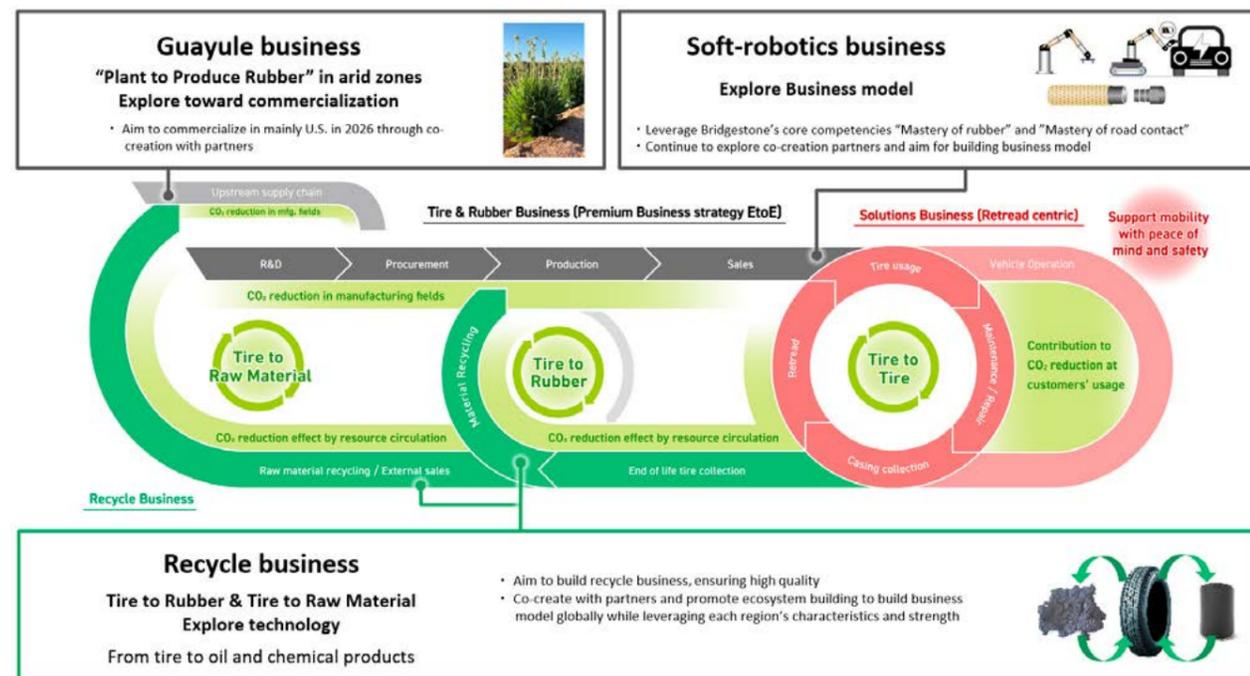 Guayule business
“Plant to Produce Rubber” in arid zones
Explore toward commercialization
• Aim to commercialize in mainly U.S. in 2026 through co-
creation with partners
Soft-robotics business
Explore Business model
• Leverage Bridgestone’s core competencies “Mastery of rubber” and ”Mastery of road contact”
• Continue to explore co-creation partners and aim for building business model
Upstream supply chain
CO₂ reduction in mfg. fields
Tire & Rubber Business (Premium Business strategy EtoE)
Solutions Business (Retread centric)
Support mobility
with peace of
mind and safety
R&D
Procurement
Production
Sales
Tire usage
Vehicle Operation
CO₂ reduction in manufacturing fields
Material Recycling
Retread
Maintenance / Repair
Tire to
Raw Material
Tire to
Rubber
Tire to
Tire
Contribution to
CO₂ reduction at
customers’ usage
CO₂ reduction effect by resource circulation
CO₂ reduction effect by resource circulation
Raw material recycling / External sales
End of life tire collection
Casing collection
Recycle Business
Recycle business
Tire to Rubber & Tire to Raw Material
Explore technology
From tire to oil and chemical products
• Aim to build recycle business, ensuring high quality
• Co-create with partners and promote ecosystem building to build business
model globally while leveraging each region’s characteristics and strength